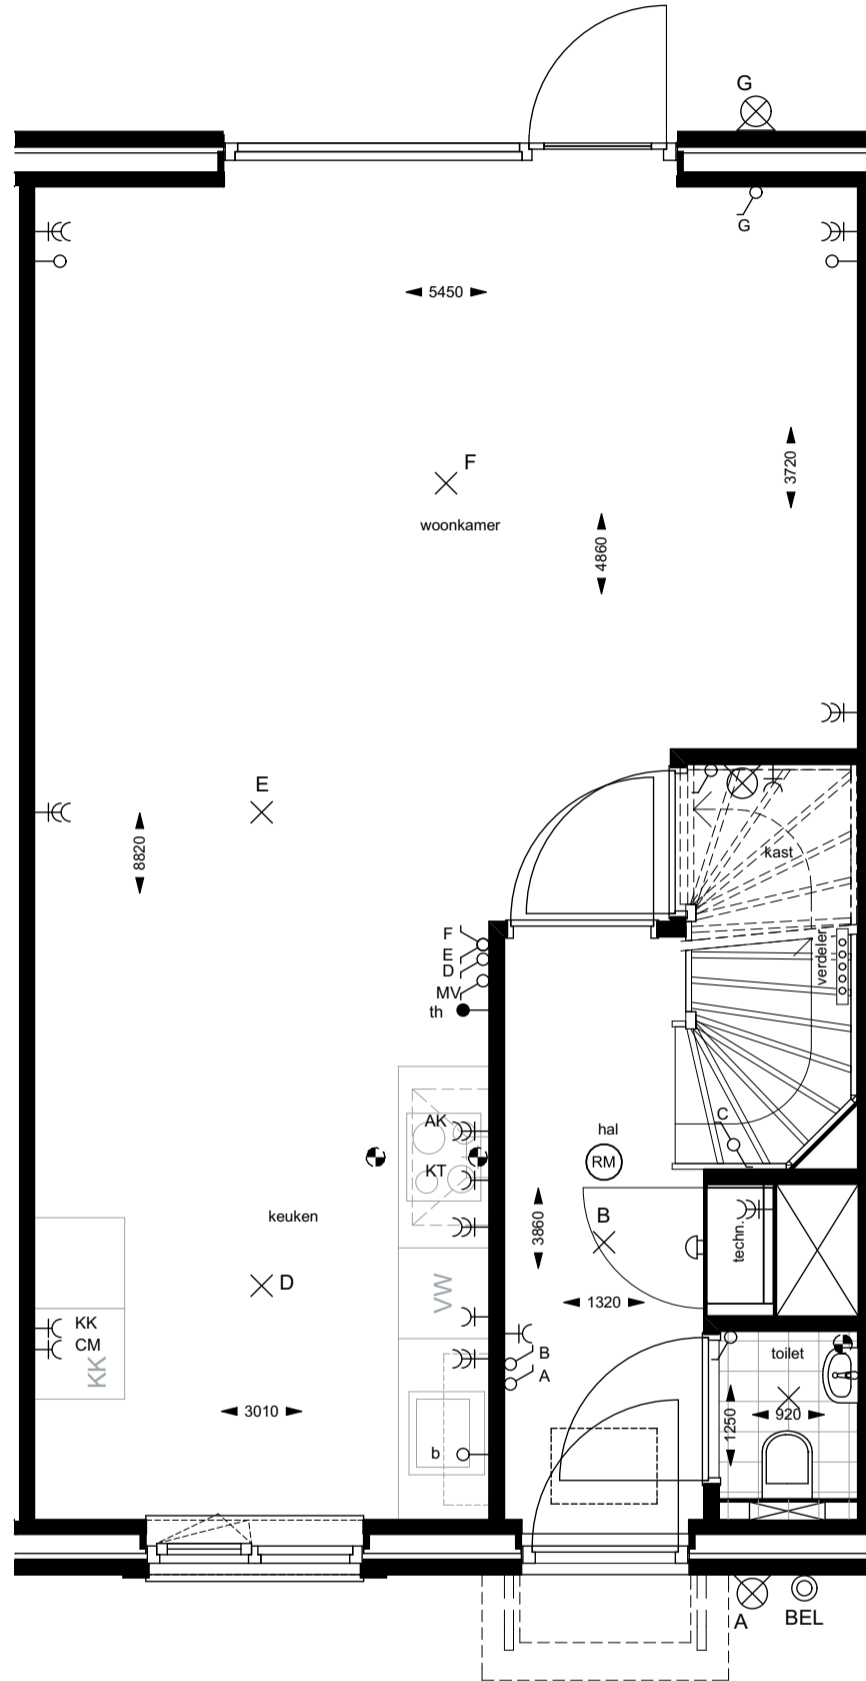 G
G
5450
3720
F
woonkamer
4860
E
8820
kast
verdeler
F
E
D
MV
th
C
AK
hal
RM
KT
keuken
B
3860
techn.
D
VW
1320
KK
CM
KK
B
A
toilet
1250
920
3010
b
A
BEL